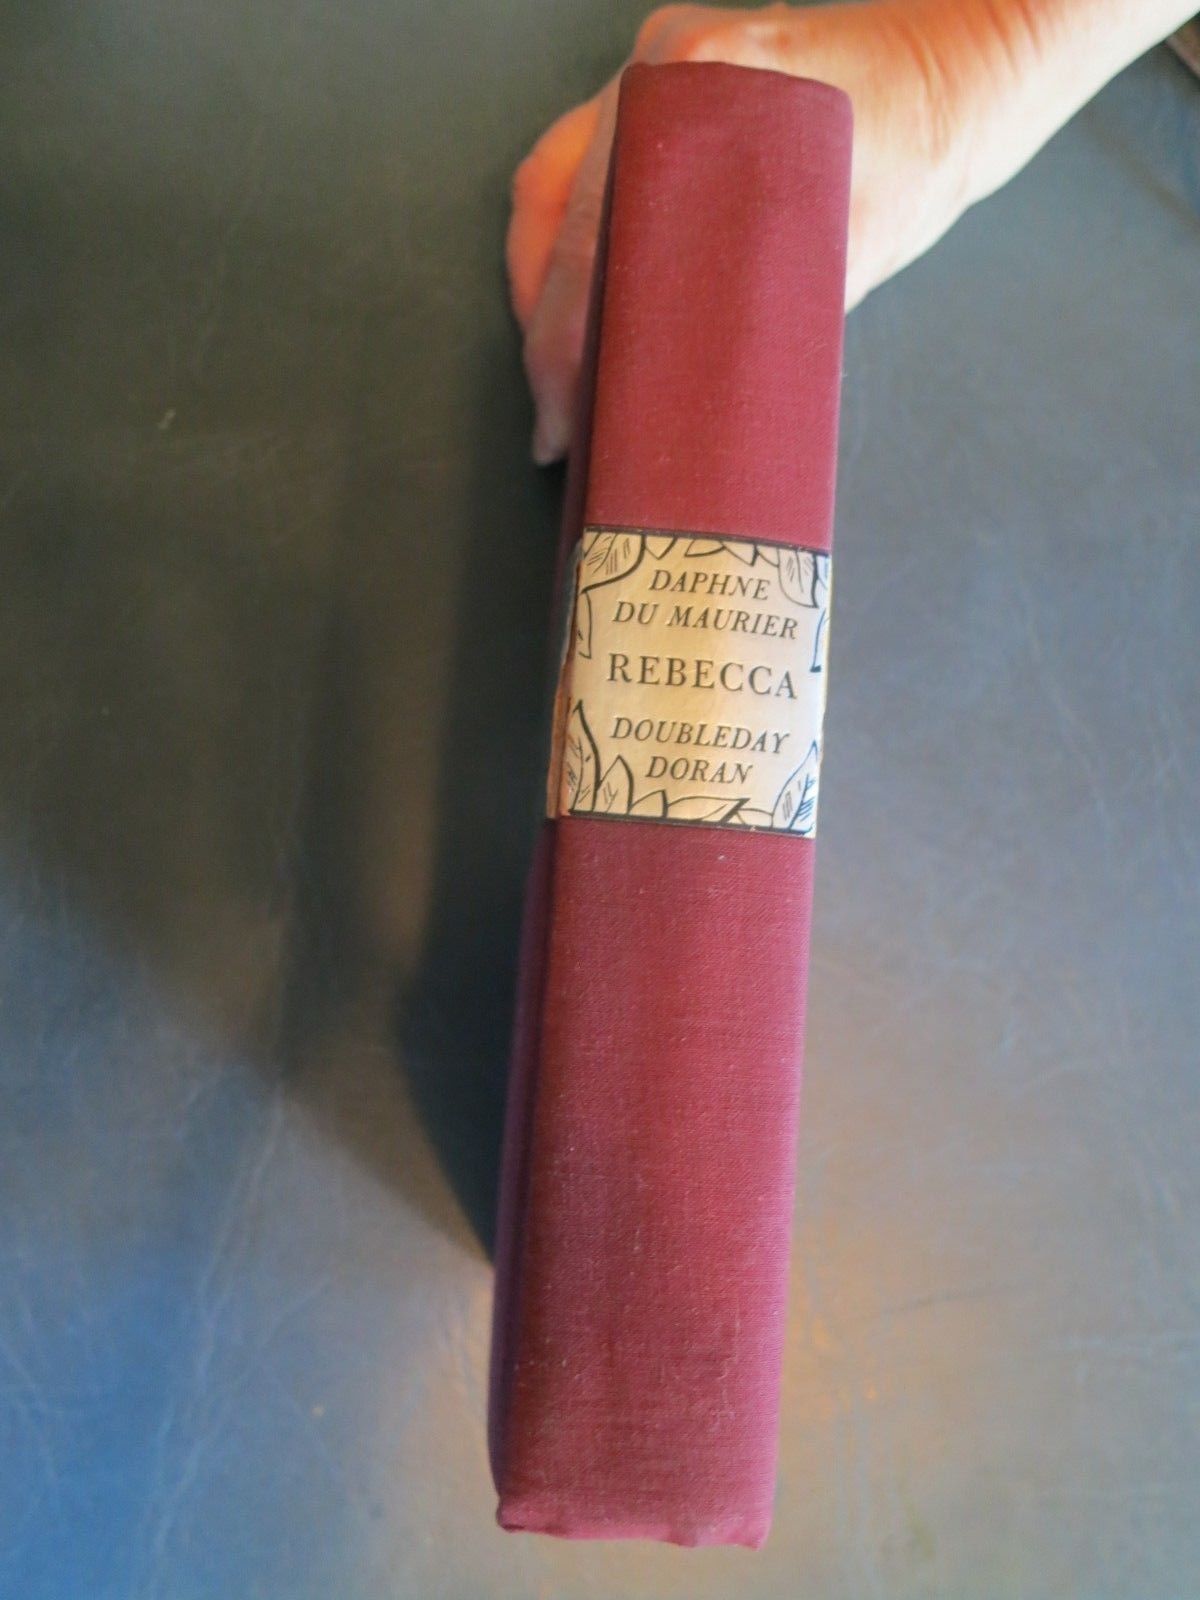 DAPHNE
DU MAURIER
REBECCA
DOUBLEDAY
DORAN